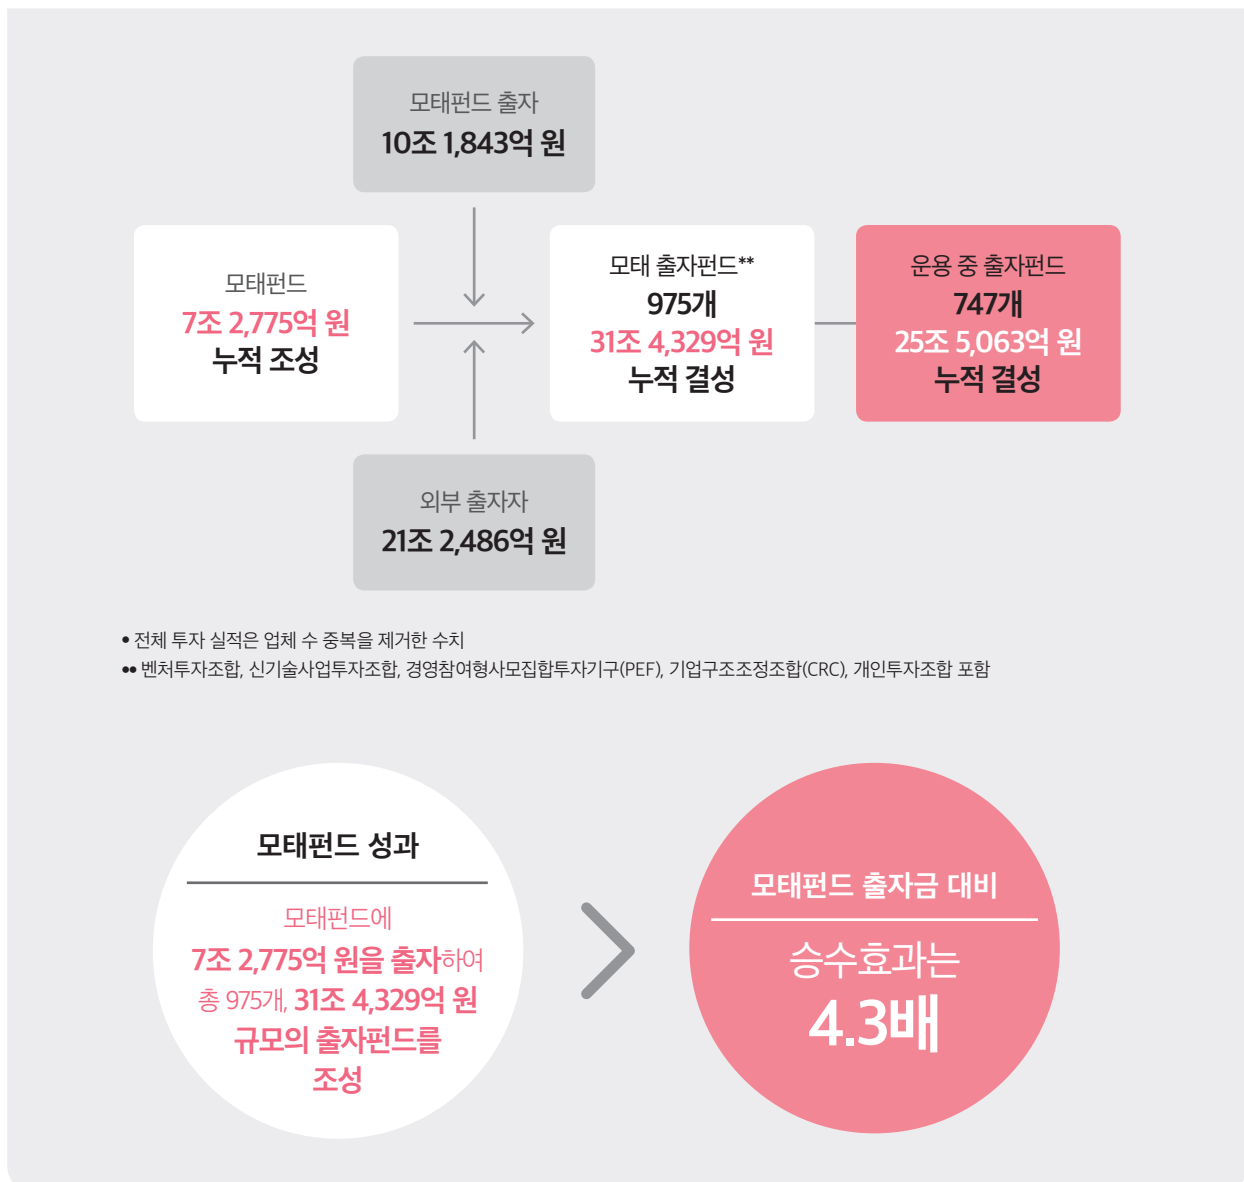 모태펀드 출자
10조 1,843억 원
모태펀드
7조 2,775억 원
누적 조성
모태 출자펀드**
975개
31조 4,329억 원
누적 결성
운용 중 출자펀드
747개
25조 5,063억 원
누적 결성
외부 출자자
21조 2,486억 원
• 전체 투자 실적은 업체 수 중복을 제거한 수치
•• 벤처투자조합, 신기술사업투자조합, 경영참여형사모집합투자기구(PEF), 기업구조조정조합(CRC), 개인투자조합 포함
모태펀드 성과
모태펀드에
7조 2,775억 원을 출자하여
총 975개, 31조 4,329억 원
규모의 출자펀드를
조성
모태펀드 출자금 대비
승수효과는
4.3배